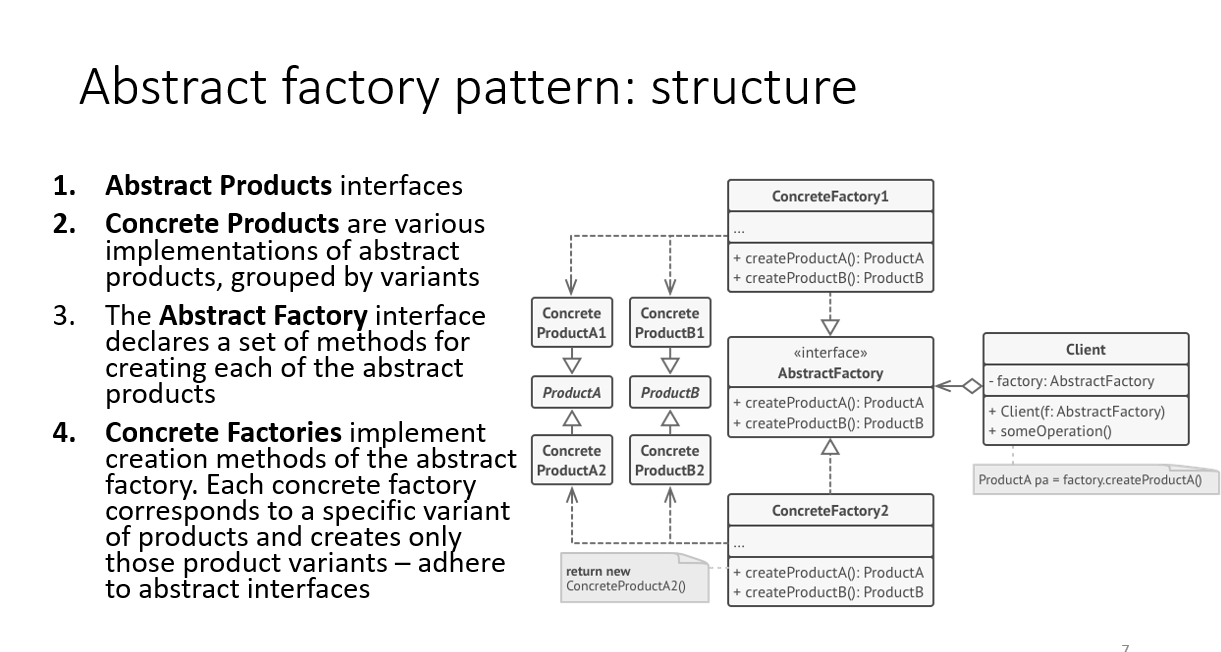 Abstract factory pattern: structure
1. Abstract Products interfaces
2. Concrete Products are various
implementations of abstract
products, grouped by variants
3. The Abstract Factory interface
declares a set of methods for
creating each of the abstract
products
4. Concrete Factories implement
creation methods of the abstract
factory. Each concrete factory
corresponds to a specific variant
of products and creates only
those product variants – adhere
to abstract interfaces
ConcreteFactory1
...
+ createProductA(): ProductA
+ createProductB(): ProductB
Concrete
ProductA1
Concrete
ProductB1
ProductA
ProductB
Concrete
ProductA2
Concrete
ProductB2
«interface»
AbstractFactory
+ createProductA(): ProductA
+ createProductB(): ProductB
Client
- factory: AbstractFactory
+ Client(f: AbstractFactory)
+ someOperation()
ProductA pa = factory.createProductA()
ConcreteFactory2
...
+ createProductA(): ProductA
+ createProductB(): ProductB
return new
ConcreteProductA2()
7